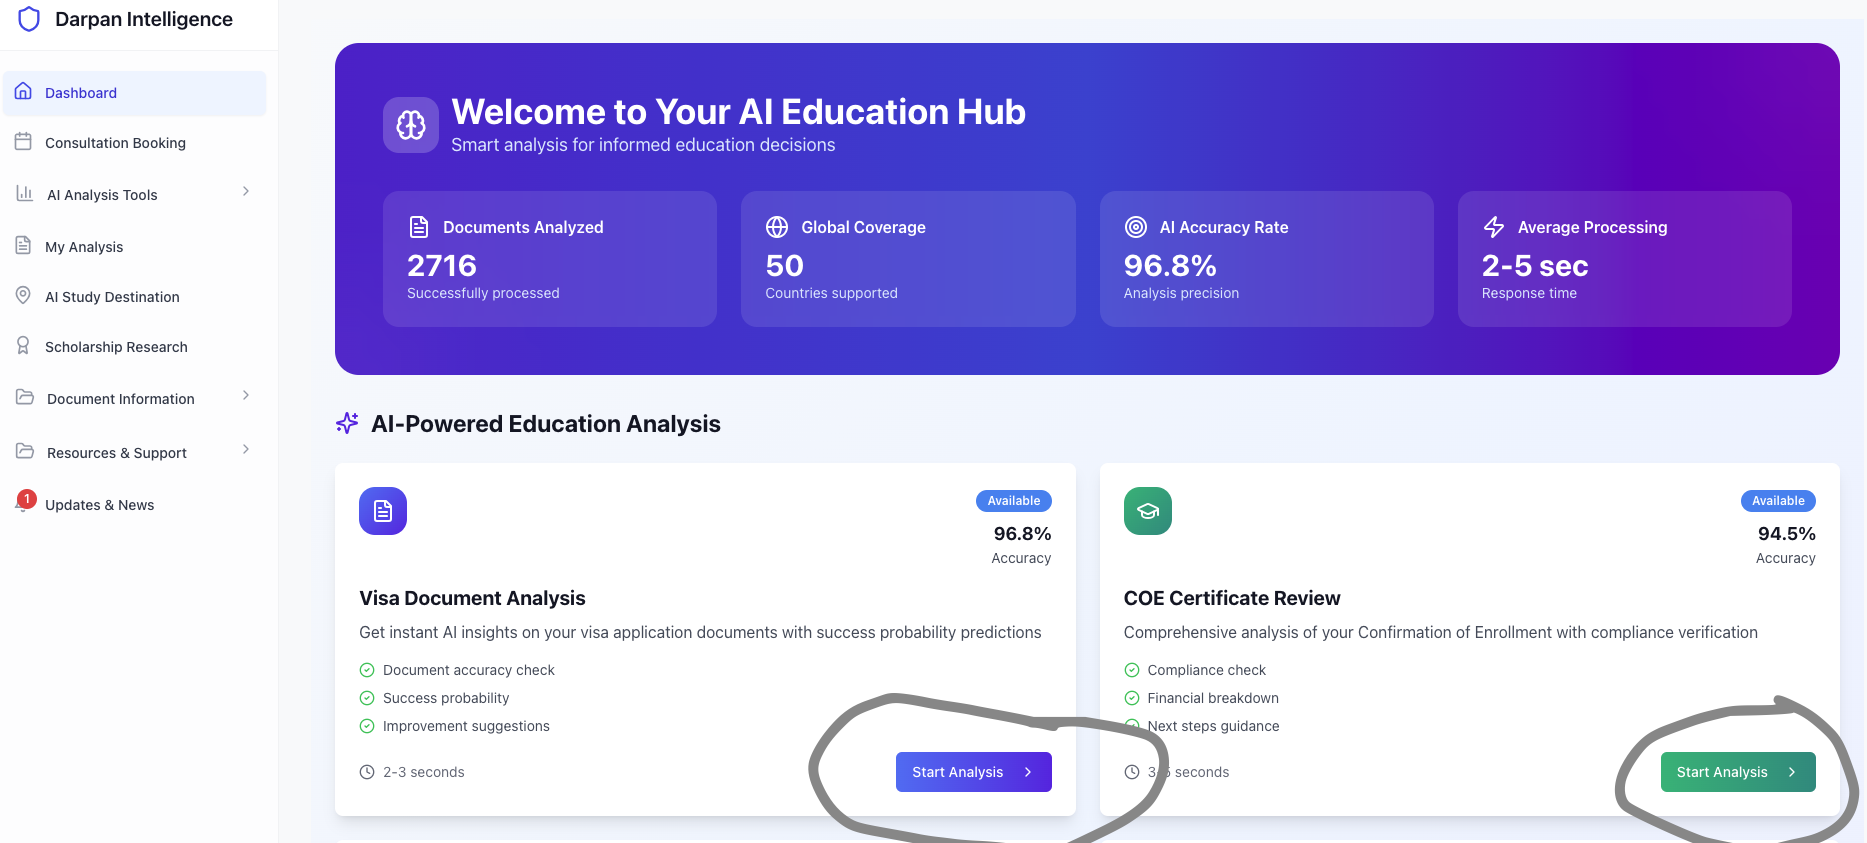 Darpan Intelligence
Dashboard
Consultation Booking
AI Analysis Tools
My Analysis
AI Study Destination
Scholarship Research
Document Information
Resources & Support
1
Updates & News
Welcome to Your AI Education Hub
Smart analysis for informed education decisions
Documents Analyzed
2716
Successfully processed
Global Coverage
50
Countries supported
AI Accuracy Rate
96.8%
Analysis precision
Average Processing
2-5 sec
Response time
AI-Powered Education Analysis
Available
96.8%
Accuracy
Visa Document Analysis
Get instant AI insights on your visa application documents with success probability predictions
Document accuracy check
Success probability
Improvement suggestions
2-3 seconds
Start Analysis
Available
94.5%
Accuracy
COE Certificate Review
Comprehensive analysis of your Confirmation of Enrollment with compliance verification
Compliance check
Financial breakdown
Next steps guidance
seconds
Start Analysis